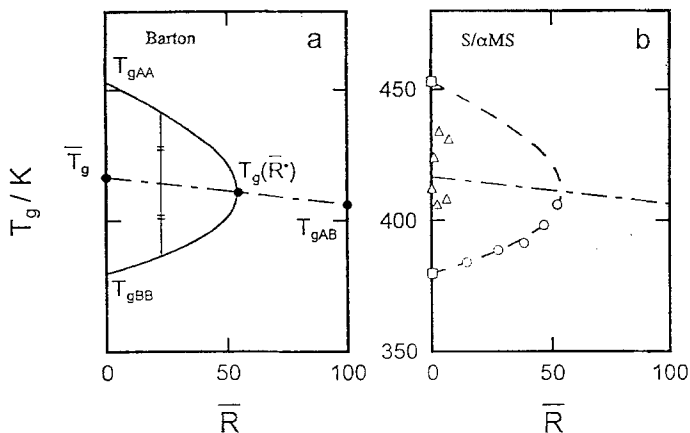 Barton
a
T_gAA
T̄_g
T_g(R̄*)
T_gAB
T_gBB
T_g / K
0
50
100
R̄
S/αMS
b
450
400
350
0
50
100
R̄